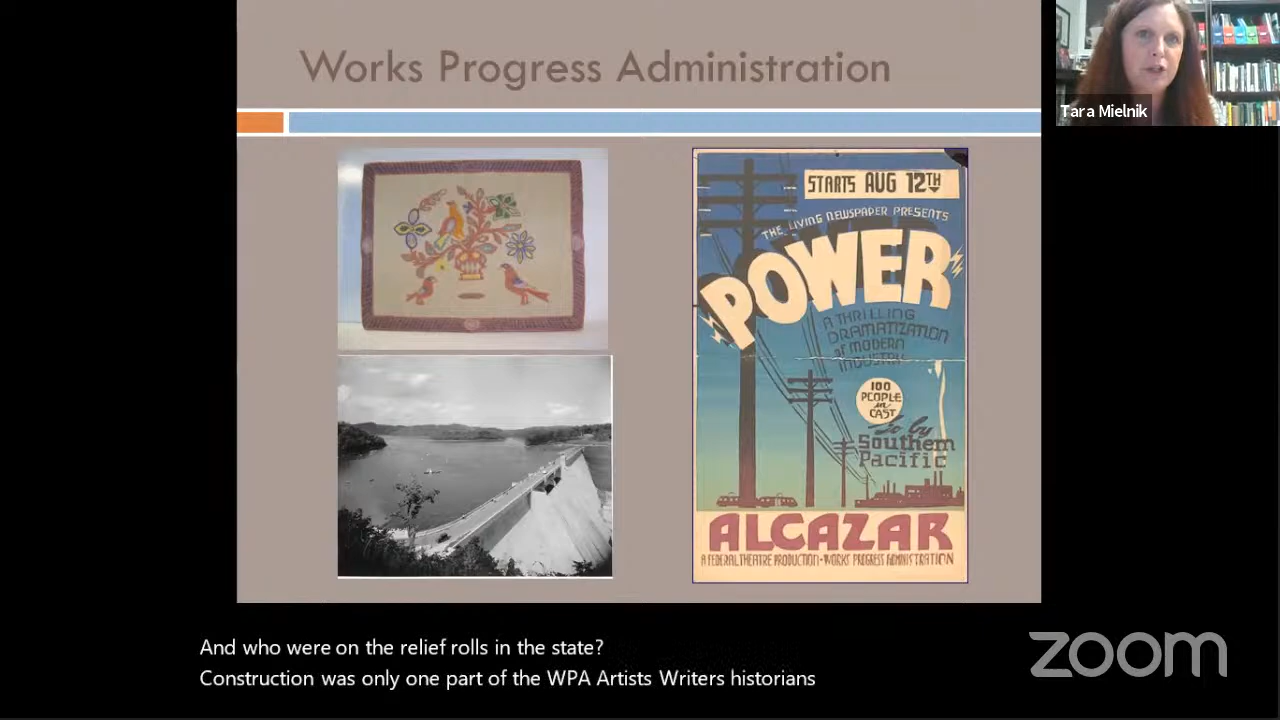 Works Progress Administration
Tara Mielnik
STARTS AUG 12TH
THE LIVING NEWSPAPER PRESENTS
POWER
A THRILLING
DRAMATIZATION
of MODERN
INDUSTRY
100
PEOPLE
in
CAST
Go by
Southern
Pacific
ALCAZAR
A FEDERAL THEATRE PRODUCTION • WORKS PROGRESS ADMINISTRATION
And who were on the relief rolls in the state?
Construction was only one part of the WPA Artists Writers historians
zoom